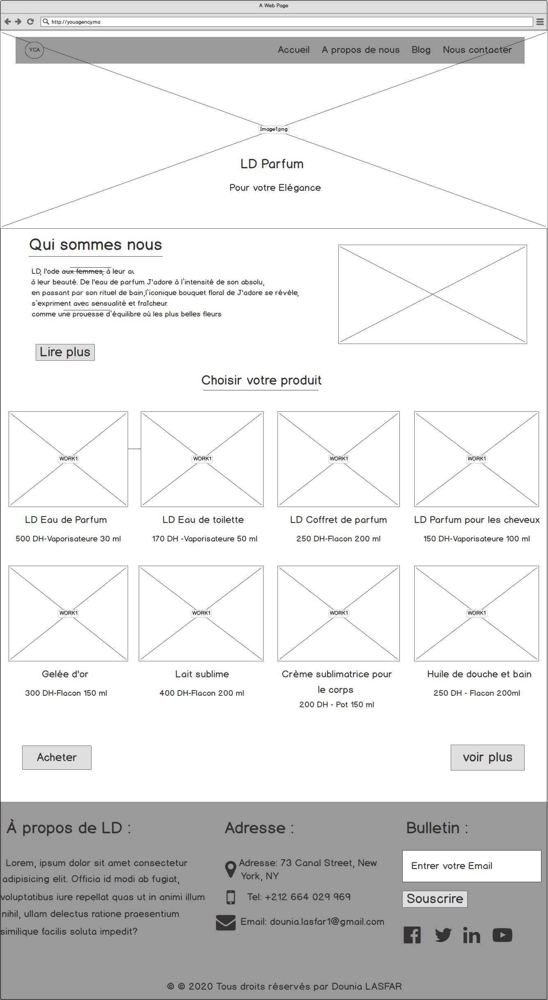 A Web Page
http://youagency.ma
YCA
Accueil A propos de nous Blog Nous contacter
Image1.png
LD Parfum
Pour votre Elégance
Qui sommes nous
LD, l'ode aux femmes, à leur au
à leur beauté. De l'eau de parfum J'adore à l`intensité de son absolu,
en passant par son rituel de bain,l`iconique bouquet floral de J'adore se révèle,
s`expriment avec sensualité et fraîcheur.
comme une prouesse d`équilibre où les plus belles fleurs
Lire plus
Choisir votre produit
WORK1 WORK1 WORK1 WORK1
LD Eau de Parfum LD Eau de toilette LD Coffret de parfum LD Parfum pour les cheveux
500 DH-Vaporisateure 30 ml 170 DH -Vaporisateure 50 ml 250 DH-Flacon 200 ml 150 DH-Vaporisateure 100 ml
WORK1 WORK1 WORK1 WORK1
Gelée d'or Lait sublime Crème sublimatrice pour Huile de douche et bain
le corps
300 DH-Flacon 150 ml 400 DH-Flacon 200 ml 200 DH - Pot 150 ml 250 DH - Flacon 200ml
Acheter voir plus
À propos de LD :
Lorem, ipsum dolor sit amet consectetur
adipisicing elit. Officia id modi ab fugiat,
voluptatibus iure repellat quas ut in animi illum
nihil, ullam delectus ratione praesentium
similique facilis soluta impedit?
Adresse :
Adresse: 73 Canal Street, New
York, NY
Tel: +212 664 029 969
Email: dounia.lasfar1@gmail.com
Bulletin :
Entrer votre Email
Souscrire
© © 2020 Tous droits réservés par Dounia LASFAR